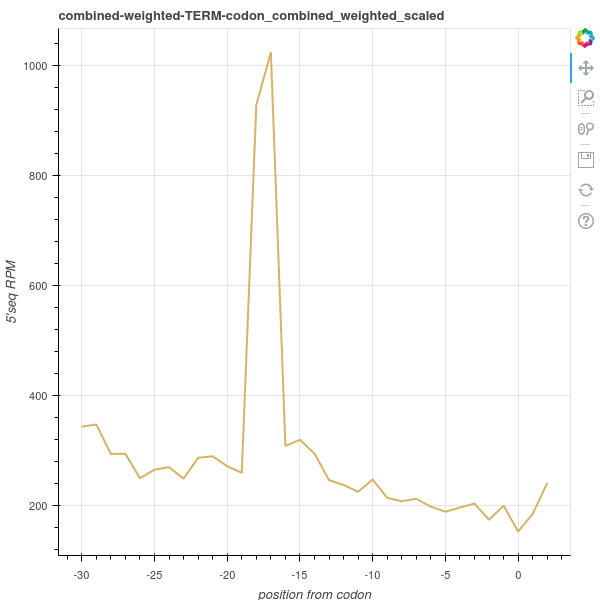 combined-weighted-TERM-codon_combined_weighted_scaled
1000
800
600
400
200
5'seq RPM
-30 -25 -20 -15 -10 -5 0
position from codon